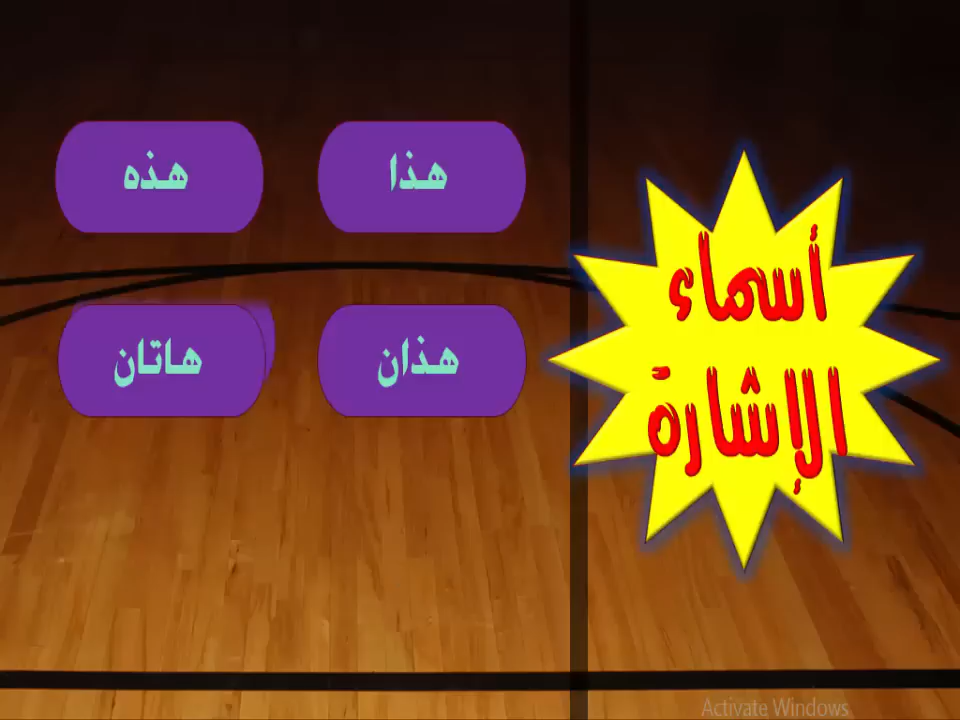 أسماء
الإشارة
هذا
هذه
هذان
هاتان
Activate Windows